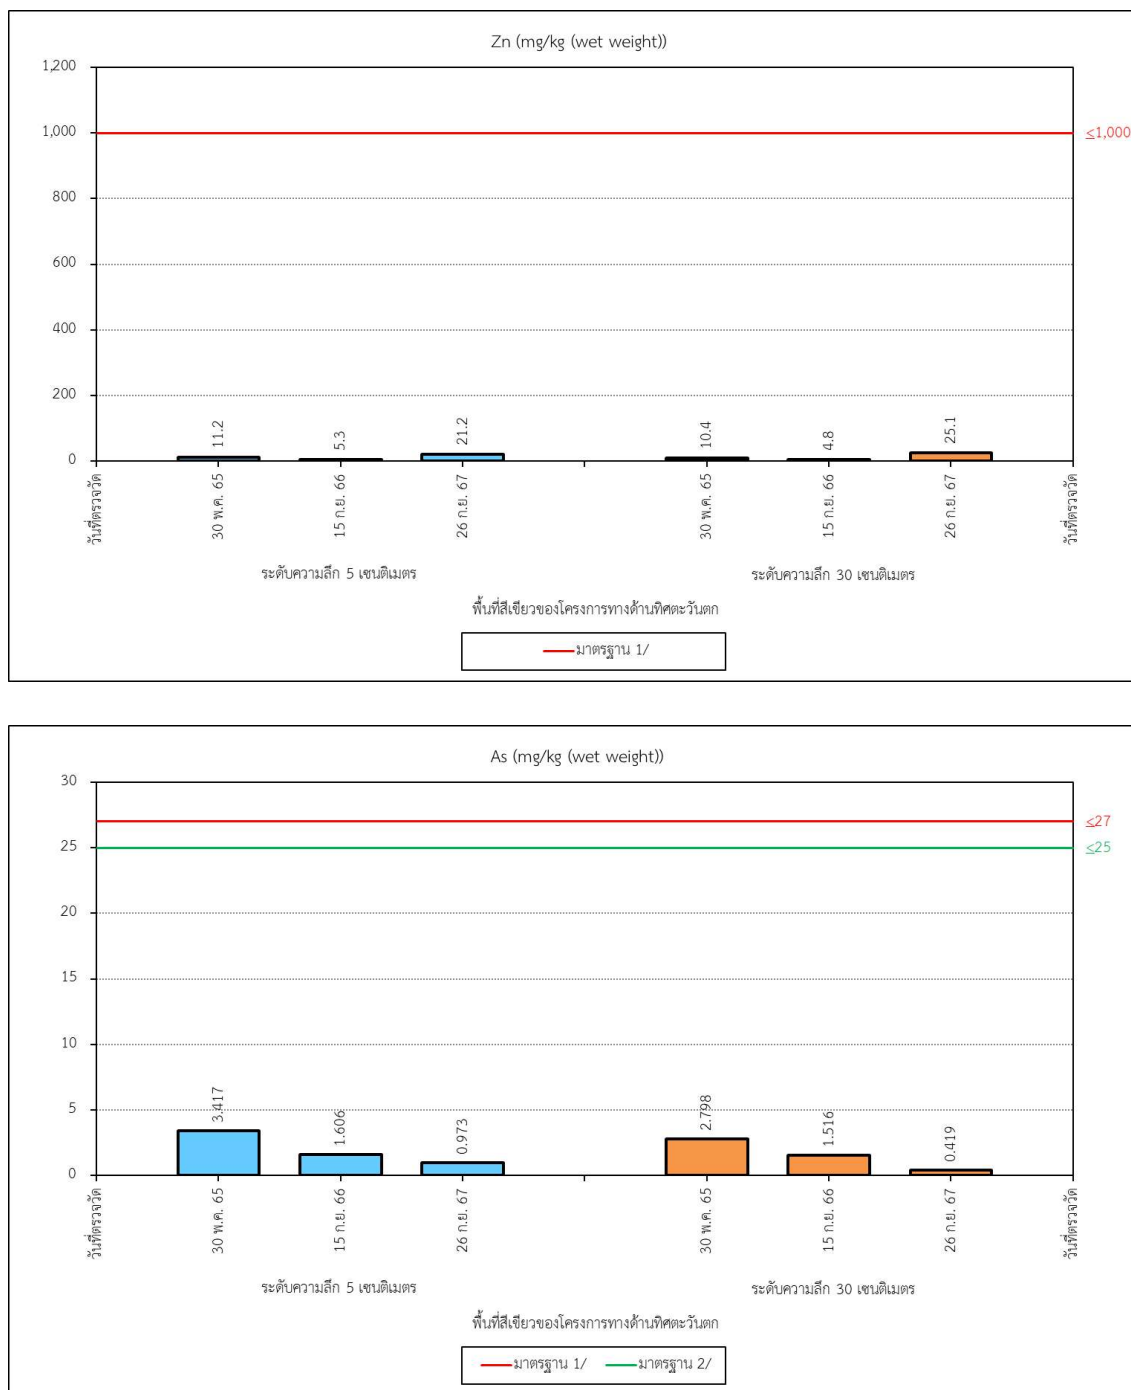 Zn (mg/kg (wet weight))
1,200
1,000
≤1,000
800
600
400
200
0
11.2
5.3
21.2
10.4
4.8
25.1
วันที่ตรวจวัด
30 พ.ค. 65
15 ก.ย. 66
26 ก.ย. 67
30 พ.ค. 65
15 ก.ย. 66
26 ก.ย. 67
วันที่ตรวจวัด
ระดับความลึก 5 เซนติเมตร
ระดับความลึก 30 เซนติเมตร
พื้นที่สีเขียวของโครงการทางด้านทิศตะวันตก
มาตรฐาน 1/
As (mg/kg (wet weight))
30
≤27
25
≤25
20
15
10
5
0
3.417
1.606
0.973
2.798
1.516
0.419
วันที่ตรวจวัด
30 พ.ค. 65
15 ก.ย. 66
26 ก.ย. 67
30 พ.ค. 65
15 ก.ย. 66
26 ก.ย. 67
วันที่ตรวจวัด
ระดับความลึก 5 เซนติเมตร
ระดับความลึก 30 เซนติเมตร
พื้นที่สีเขียวของโครงการทางด้านทิศตะวันตก
มาตรฐาน 1/ มาตรฐาน 2/